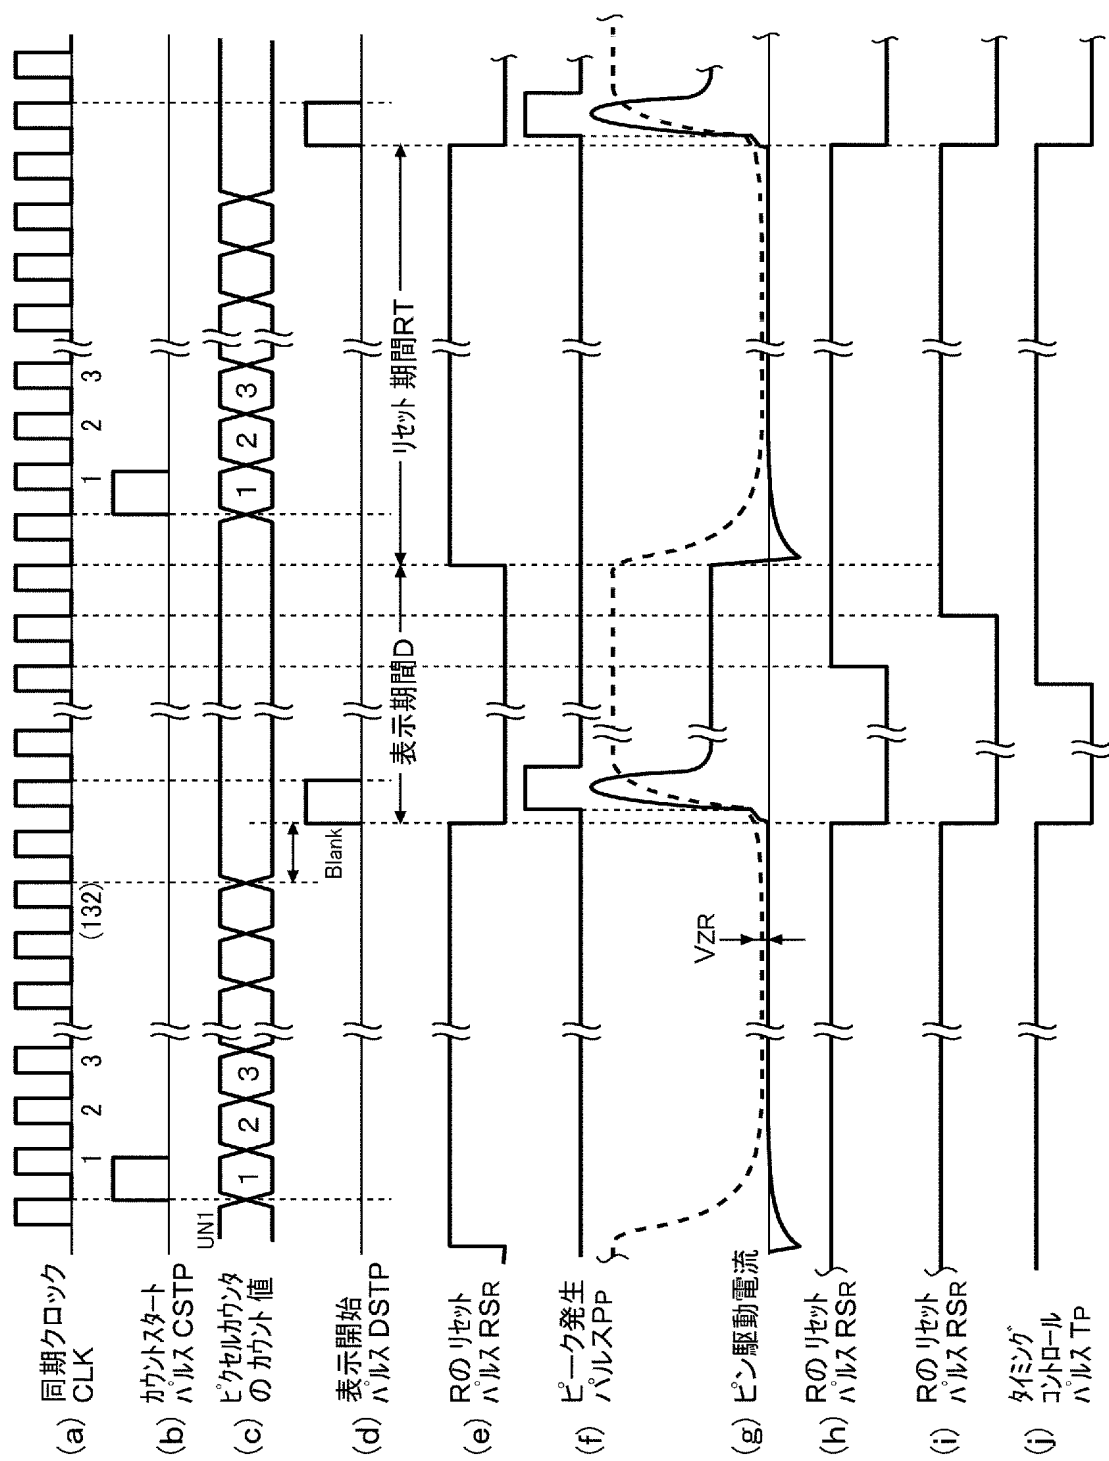 (a) 同期クロック
CLK
1 2 3 (132) 1 2 3
(b) カウントスタート
パルス CSTP
(c) ピクセルカウンタ
の カウント 値
UN1
1 2 3 1 2 3
Blank
(d) 表示開始
パルス DSTP
表示期間D
リセット 期間RT
(e) Rの リセット
パルス RSR
(f) ピーク発生
パルスPP
VZR
(g) ピン駆動電流
(h) Rの リセット
パルス RSR
(i) Rの リセット
パルス RSR
(j) タイミング
コントロール
パルス TP